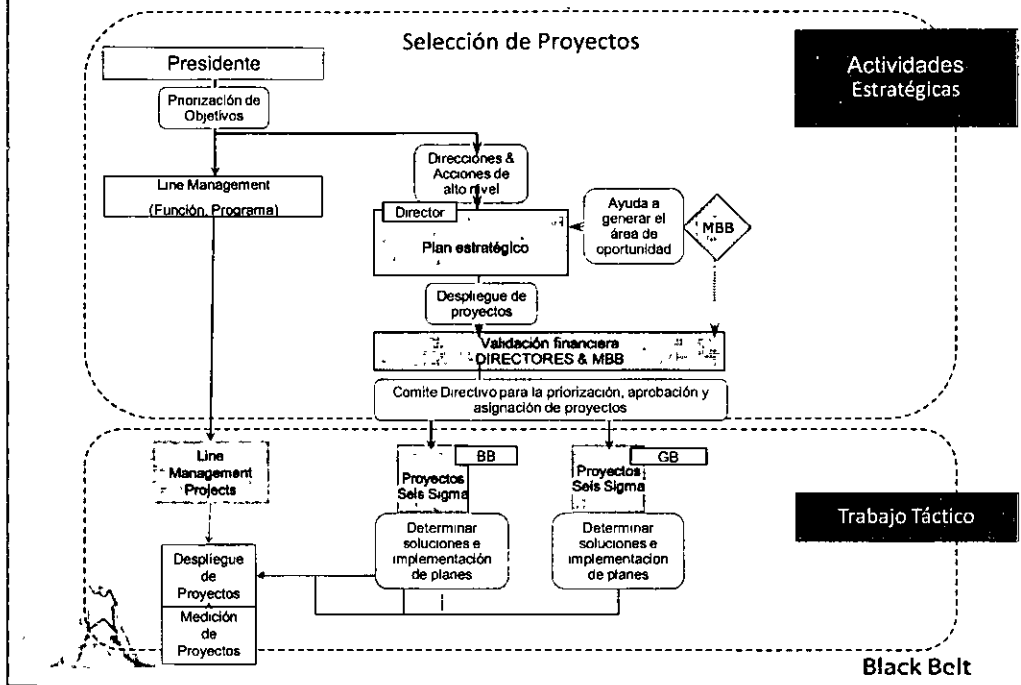 Selección de Proyectos
Actividades
Estratégicas
Presidente
Priorización de
Objetivos
Direcciones &
Acciones de
alto nivel
Line Management
(Función, Programa)
Director
Plan estratégico
Ayuda a
generar el
área de
oportunidad
MBB
Despliegue de
proyectos
Validación financiera
DIRECTORES & MBB
Comite Directivo para la priorización, aprobación y
asignación de proyectos
Line
Management
Projects
BB
Proyectos
Seis Sigma
GB
Proyectos
Seis Sigma
Trabajo Táctico
Determinar
soluciones e
implementación
de planes
Determinar
soluciones e
implementacion
de planes
Despliegue
de
Proyectos
Medición
de
Proyectos
Black Belt